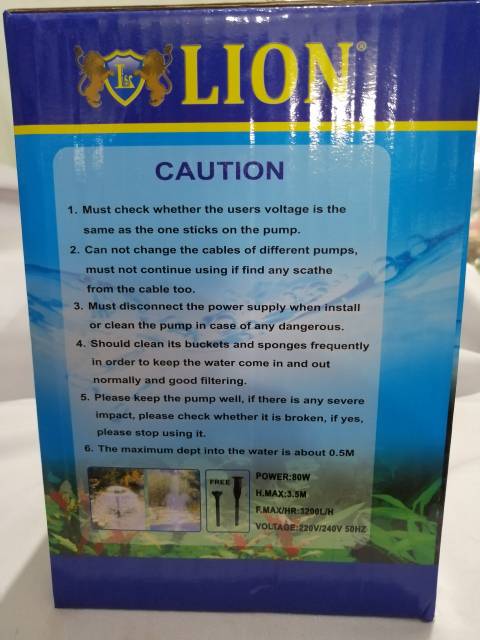 LION®
CAUTION
1. Must check whether the users voltage is the
same as the one sticks on the pump.
2. Can not change the cables of different pumps,
must not continue using if find any scathe
from the cable too.
3. Must disconnect the power supply when install
or clean the pump in case of any dangerous.
4. Should clean its buckets and sponges frequently
in order to keep the water come in and out
normally and good filtering.
5. Please keep the pump well, if there is any severe
impact, please check whether it is broken, if yes,
please stop using it.
6. The maximum dept into the water is about 0.5M
FREE
POWER:80W
H.MAX:3.5M
F.MAX/HR:3200L/H
VOLTAGE:220V/240V 50HZ